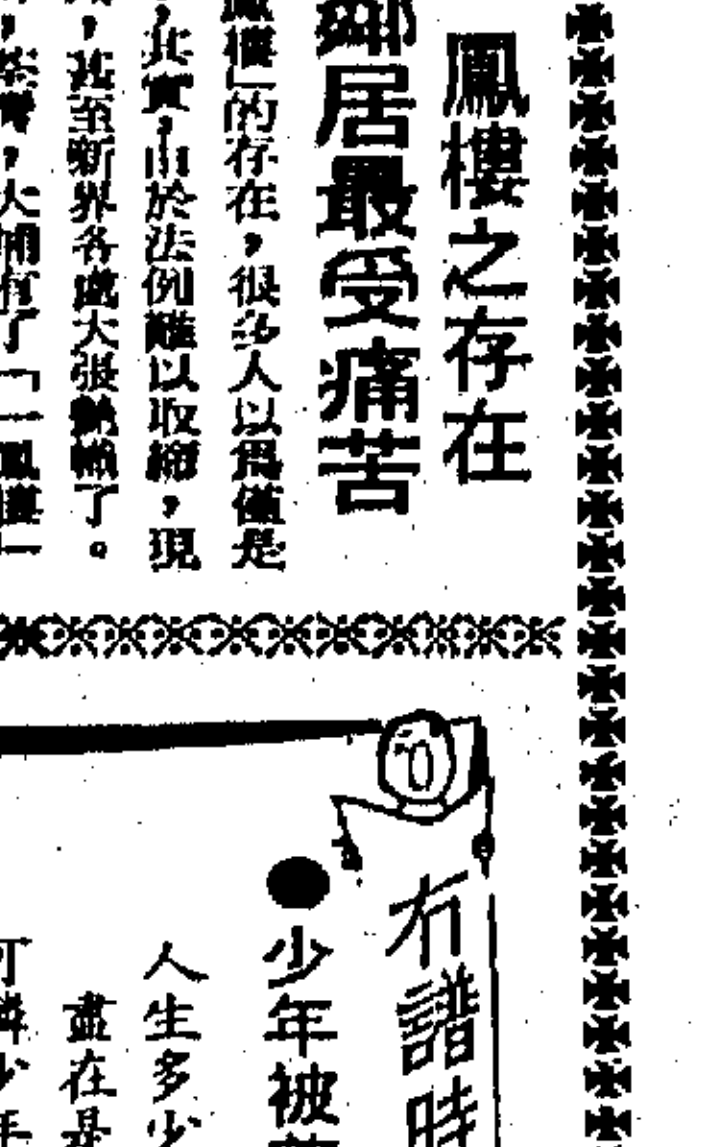 鳳樓之存在
鄰居最受痛苦
鳳樓」的存在，很多人以爲僅是
，其實，由於法例難以取締，現
，甚至新界各處大張艷幟了。
，大埔有了「一鳳樓一
冇譜時
●少年被
人生多少
盡在是
可憐少年